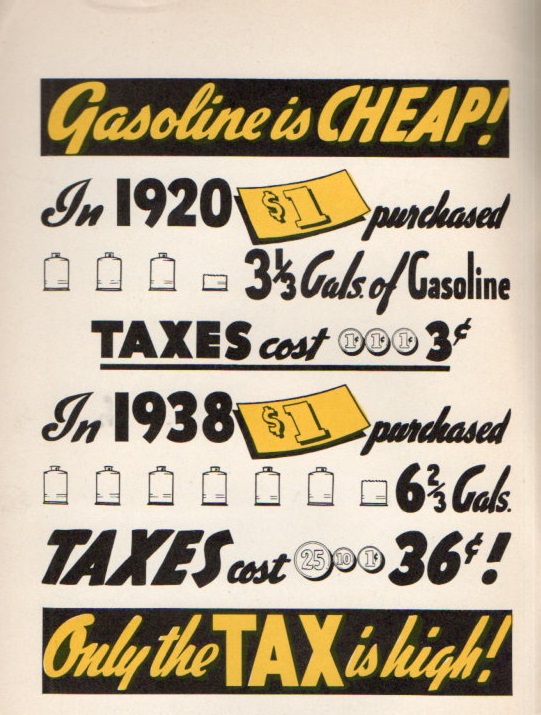 Gasoline is CHEAP!
In 1920 $1 purchased
3⅓ Gals. of Gasoline
TAXES cost 1¢ 1¢ 1¢ 3¢
In 1938 $1 purchased
6⅔ Gals.
TAXES cost 25 10 1¢ 36¢!
Only the TAX is high!